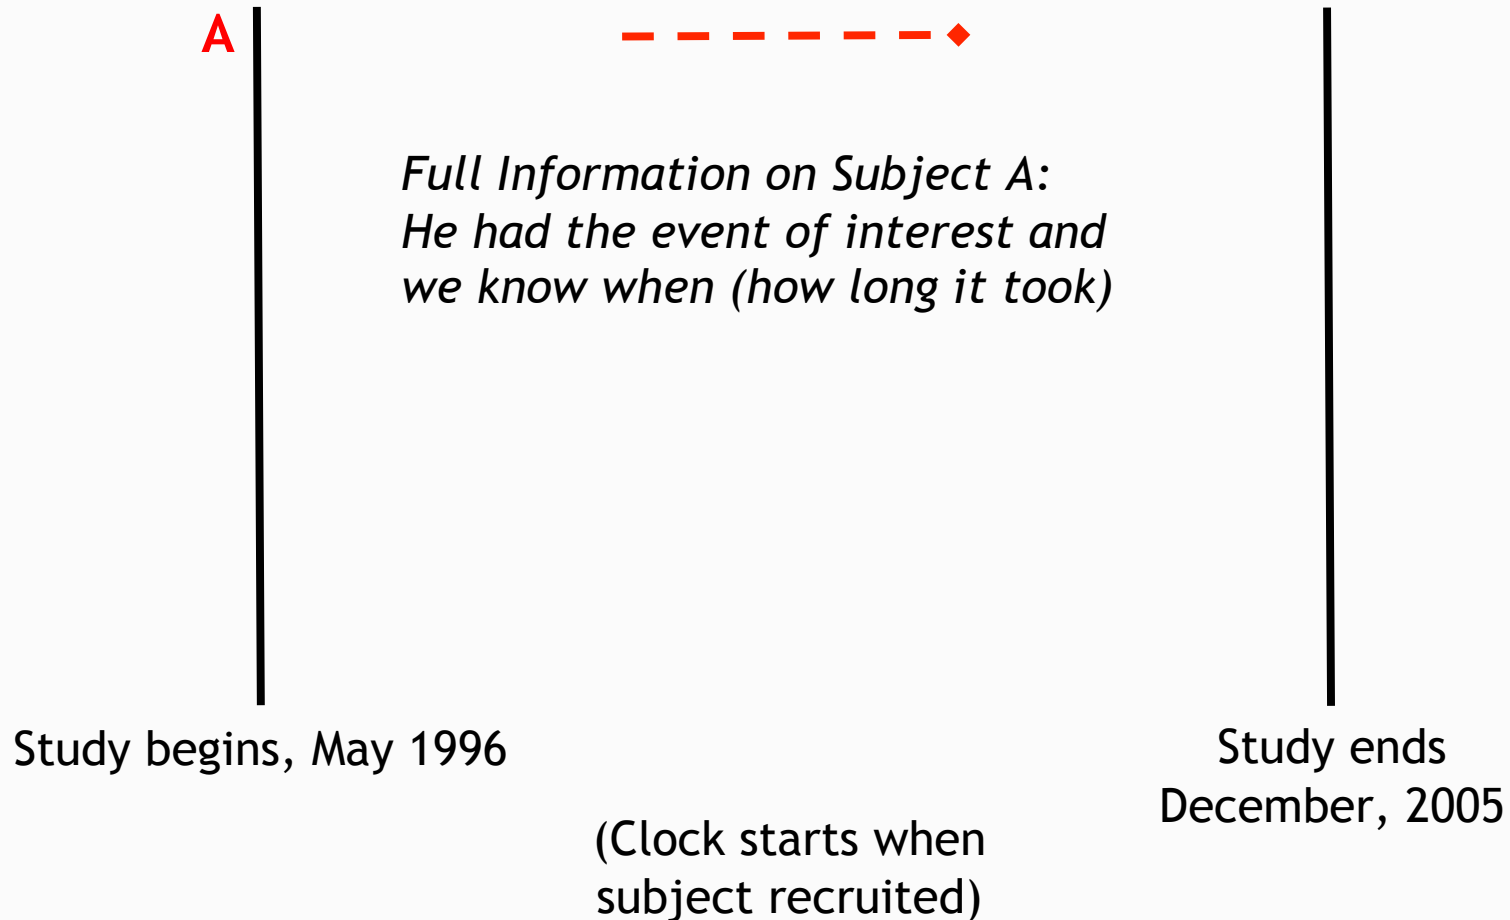 A
Full Information on Subject A:
He had the event of interest and
we know when (how long it took)
Study begins, May 1996
Study ends
December, 2005
(Clock starts when
subject recruited)